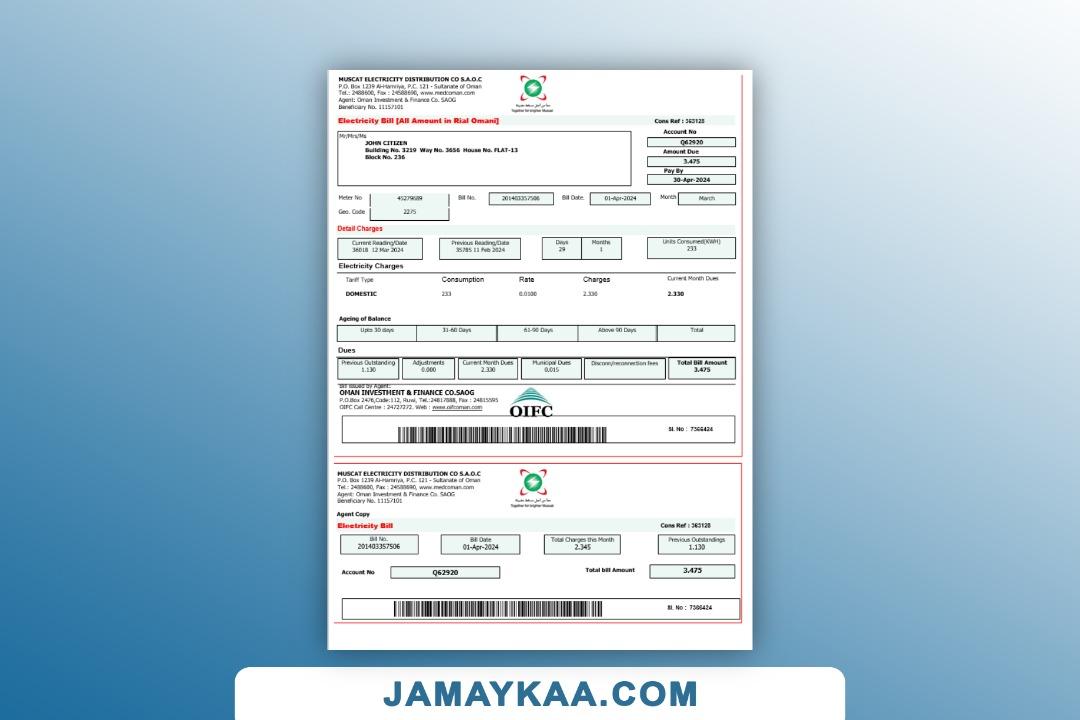 MUSCAT ELECTRICITY DISTRIBUTION CO S.A.O.C
P.O. Box 1239 Al-Hamriya, P.C. 121 - Sultanate of Oman
Tel.: 2488600, Fax : 24588690, www.medcoman.com
Agent: Oman Investment & Finance Co. SAOG
Beneficiary No. 11157101
Together for brighter Muscat
Electricity Bill [All Amount in Rial Omani]
Cons Ref : 363128
Mr/Mrs/Ms
JOHN CITIZEN
Building No. 3219 Way No. 3656 House No. FLAT-13
Block No. 236
Account No
Q62920
Amount Due
3.475
Pay By
30-Apr-2024
Meter No 45279689 Bill No. 201403357506 Bill Date. 01-Apr-2024 Month March
Geo. Code 2275
Detail Charges
Current Reading/Date Previous Reading/Date Days Months Units Consumed(KWH)
36018 12 Mar 2024 35785 11 Feb 2024 29 1 233
Electricity Charges
Tariff Type Consumption Rate Charges Current Month Dues
DOMESTIC 233 0.0100 2.330 2.330
Ageing of Balance
Upto 30 days 31-60 Days 61-90 Days Above 90 Days Total
Dues
Previous Outstanding Adjustments Current Month Dues Municipal Dues Disconn/reconnection fees Total Bill Amount
1.130 0.000 2.330 0.015 3.475
Bill Issued by Agent:
OMAN INVESTMENT & FINANCE CO.SAOG
P.O.Box 2476,Code:112, Ruwi, Tel.:24817888, Fax : 24815595
OIFC Call Centre : 24727272. Web : www.oifcoman.com
OIFC
Sl. No : 7366424
MUSCAT ELECTRICITY DISTRIBUTION CO S.A.O.C
P.O. Box 1239 Al-Hamriya, P.C. 121 - Sultanate of Oman
Tel.: 2488600, Fax : 24588690, www.medcoman.com
Agent: Oman Investment & Finance Co. SAOG
Beneficiary No. 11157101
Together for brighter Muscat
Agent Copy
Electricity Bill
Cons Ref : 363128
Bill No. Bill Date Total Charges this Month Previous Outstandings
201403357506 01-Apr-2024 2.345 1.130
Account No Q62920 Total bill Amount 3.475
Sl. No : 7366424
JAMAYKAA.COM